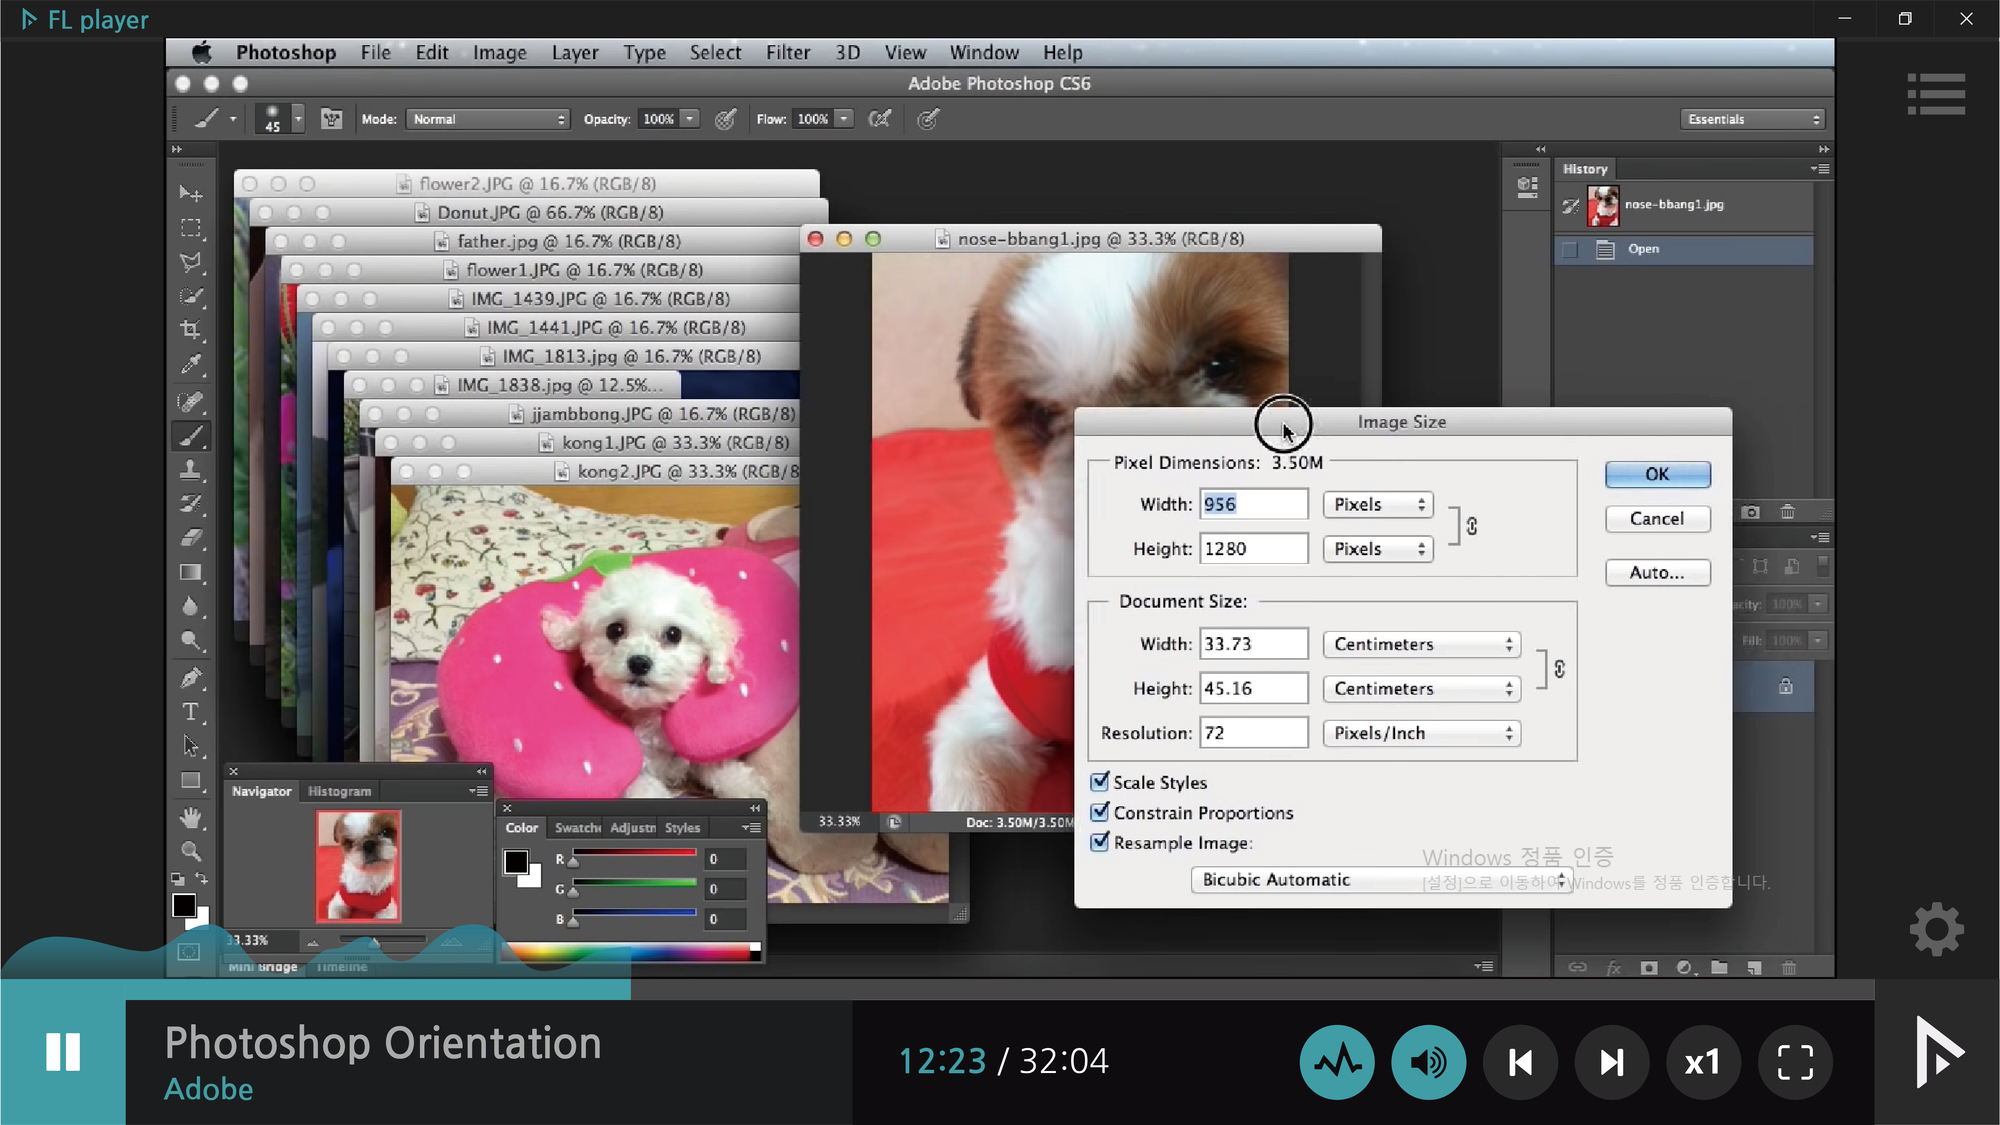 FL player
Photoshop File Edit Image Layer Type Select Filter 3D View Window Help
Adobe Photoshop CS6
45 Mode: Normal Opacity: 100% Flow: 100% Essentials
flower2.JPG @ 16.7% (RGB/8)
Donut.JPG @ 66.7% (RGB/8)
father.jpg @ 16.7% (RGB/8)
flower1.JPG @ 16.7% (RGB/8)
IMG_1439.JPG @ 16.7% (RGB/8)
IMG_1441.JPG @ 16.7% (RGB/8)
IMG_1813.jpg @ 16.7% (RGB/8)
IMG_1838.jpg @ 12.5%...
jjambbong.JPG @ 16.7% (RGB/8)
kong1.JPG @ 33.3% (RGB/8)
kong2.JPG @ 33.3% (RGB/8
nose-bbang1.jpg @ 33.3% (RGB/8)
33.33% Doc: 3.50M/3.50M
History
nose-bbang1.jpg
Open
Image Size
Pixel Dimensions: 3.50M
Width: 956 Pixels
Height: 1280 Pixels
Document Size:
Width: 33.73 Centimeters
Height: 45.16 Centimeters
Resolution: 72 Pixels/Inch
Scale Styles
Constrain Proportions
Resample Image:
Bicubic Automatic
OK
Cancel
Auto...
100%
Fill: 100%
Windows 정품 인증
[설정]으로 이동하여 Windows를 정품 인증합니다.
Navigator Histogram
33.33%
Color Swatche Adjustn Styles
R 0
G 0
B 0
Mini Bridge Timeline
Photoshop Orientation
Adobe
12:23 / 32:04
x1